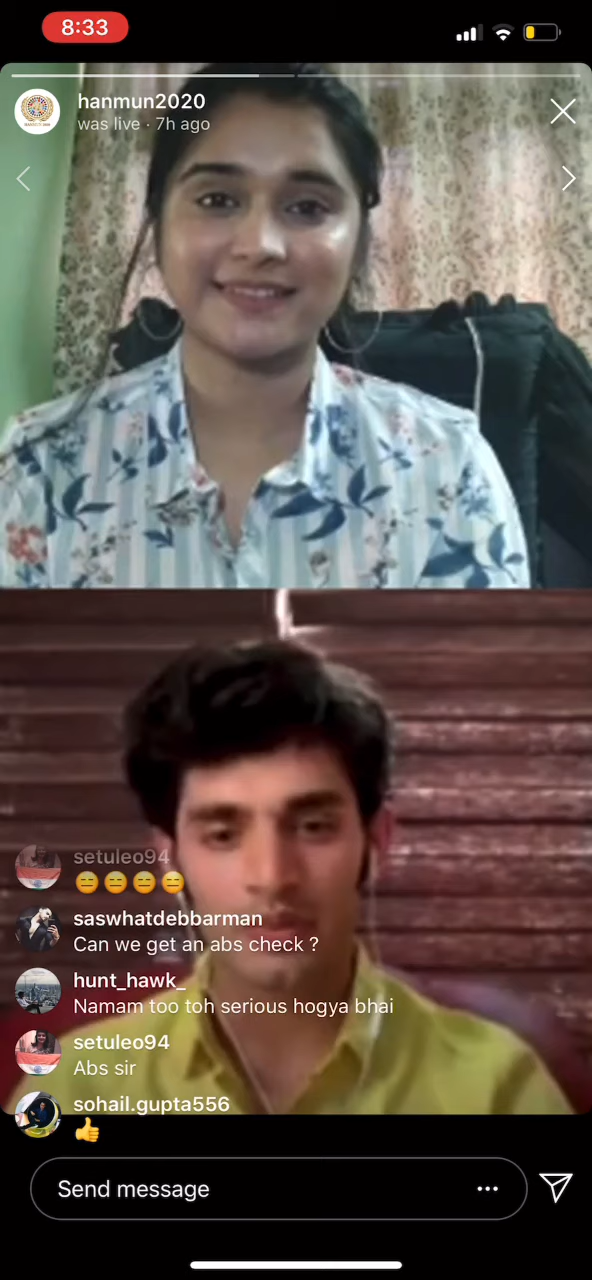 8:33
hanmun2020
was live · 7h ago
setuleo94
😑😑😑😑
saswhatdebbarman
Can we get an abs check ?
hunt_hawk_
Namam too toh serious hogya bhai
setuleo94
Abs sir
sohail.gupta556
👍
Send message